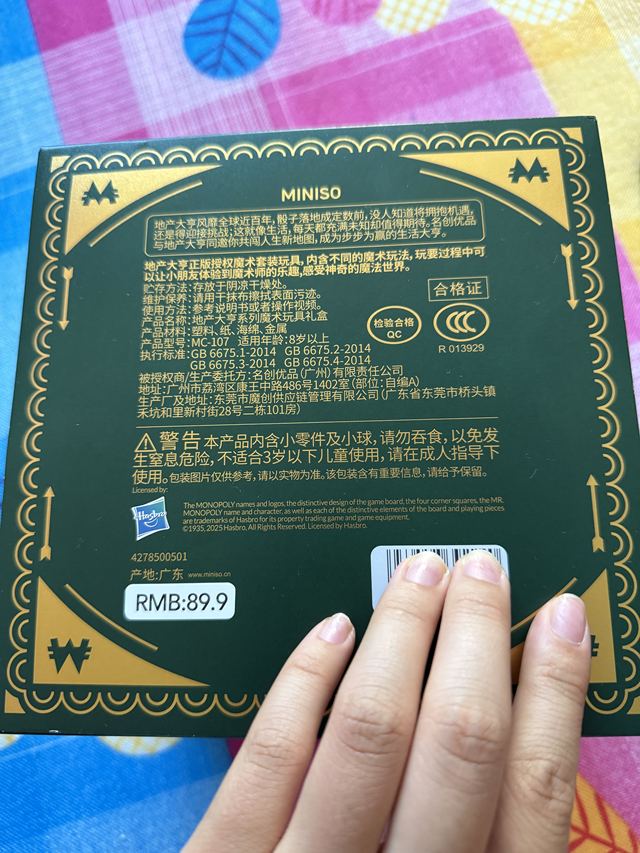 MINISO
地产大亨风靡全球近百年，骰子落地成定数前，没人知道将拥抱机遇，
还是得迎接挑战；这就像生活，每天都充满未知却值得期待。名创优品
与地产大亨同邀你共闯人生新地图，成为步步为赢的生活大亨。
地产大亨正版授权魔术套装玩具，内含不同的魔术玩法，玩耍过程中可
以让小朋友体验到魔术师的乐趣，感受神奇的魔法世界。
贮存方法：存放于阴凉干燥处。
维护保养：请用干抹布擦拭表面污迹。
使用方法：参考说明书或者操作视频。
产品名称：地产大亨系列魔术玩具礼盒
产品材料：塑料、纸、海绵、金属
产品型号：MC-107 适用年龄：8岁以上
执行标准：GB 6675.1-2014 GB 6675.2-2014
GB 6675.3-2014 GB 6675.4-2014
合格证
检验合格
QC
CCC
R 013929
被授权商/生产委托方：名创优品（广州）有限责任公司
地址：广州市荔湾区康王中路486号1402室（部位：自编A）
生产厂及地址：东莞市魔创供应链管理有限公司（广东省东莞市桥头镇
禾坑和里新村街28号二栋101房）
警告 本产品内含小零件及小球，请勿吞食，以免发
生窒息危险，不适合3岁以下儿童使用，请在成人指导下
使用。包装图片仅供参考，请以实物为准。该包装含有重要信息，请给予保留。
Licensed by:
Hasbro
The MONOPOLY names and logos, the distinctive design of the game board, the four corner squares, the MR.
MONOPOLY name and character, as well as each of the distinctive elements of the board and playing pieces
are trademarks of Hasbro for its property trading game and game equipment.
©1935, 2025 Hasbro. All Rights Reserved. Licensed by Hasbro.
4278500501
产地：广东 www.miniso.cn
RMB:89.9